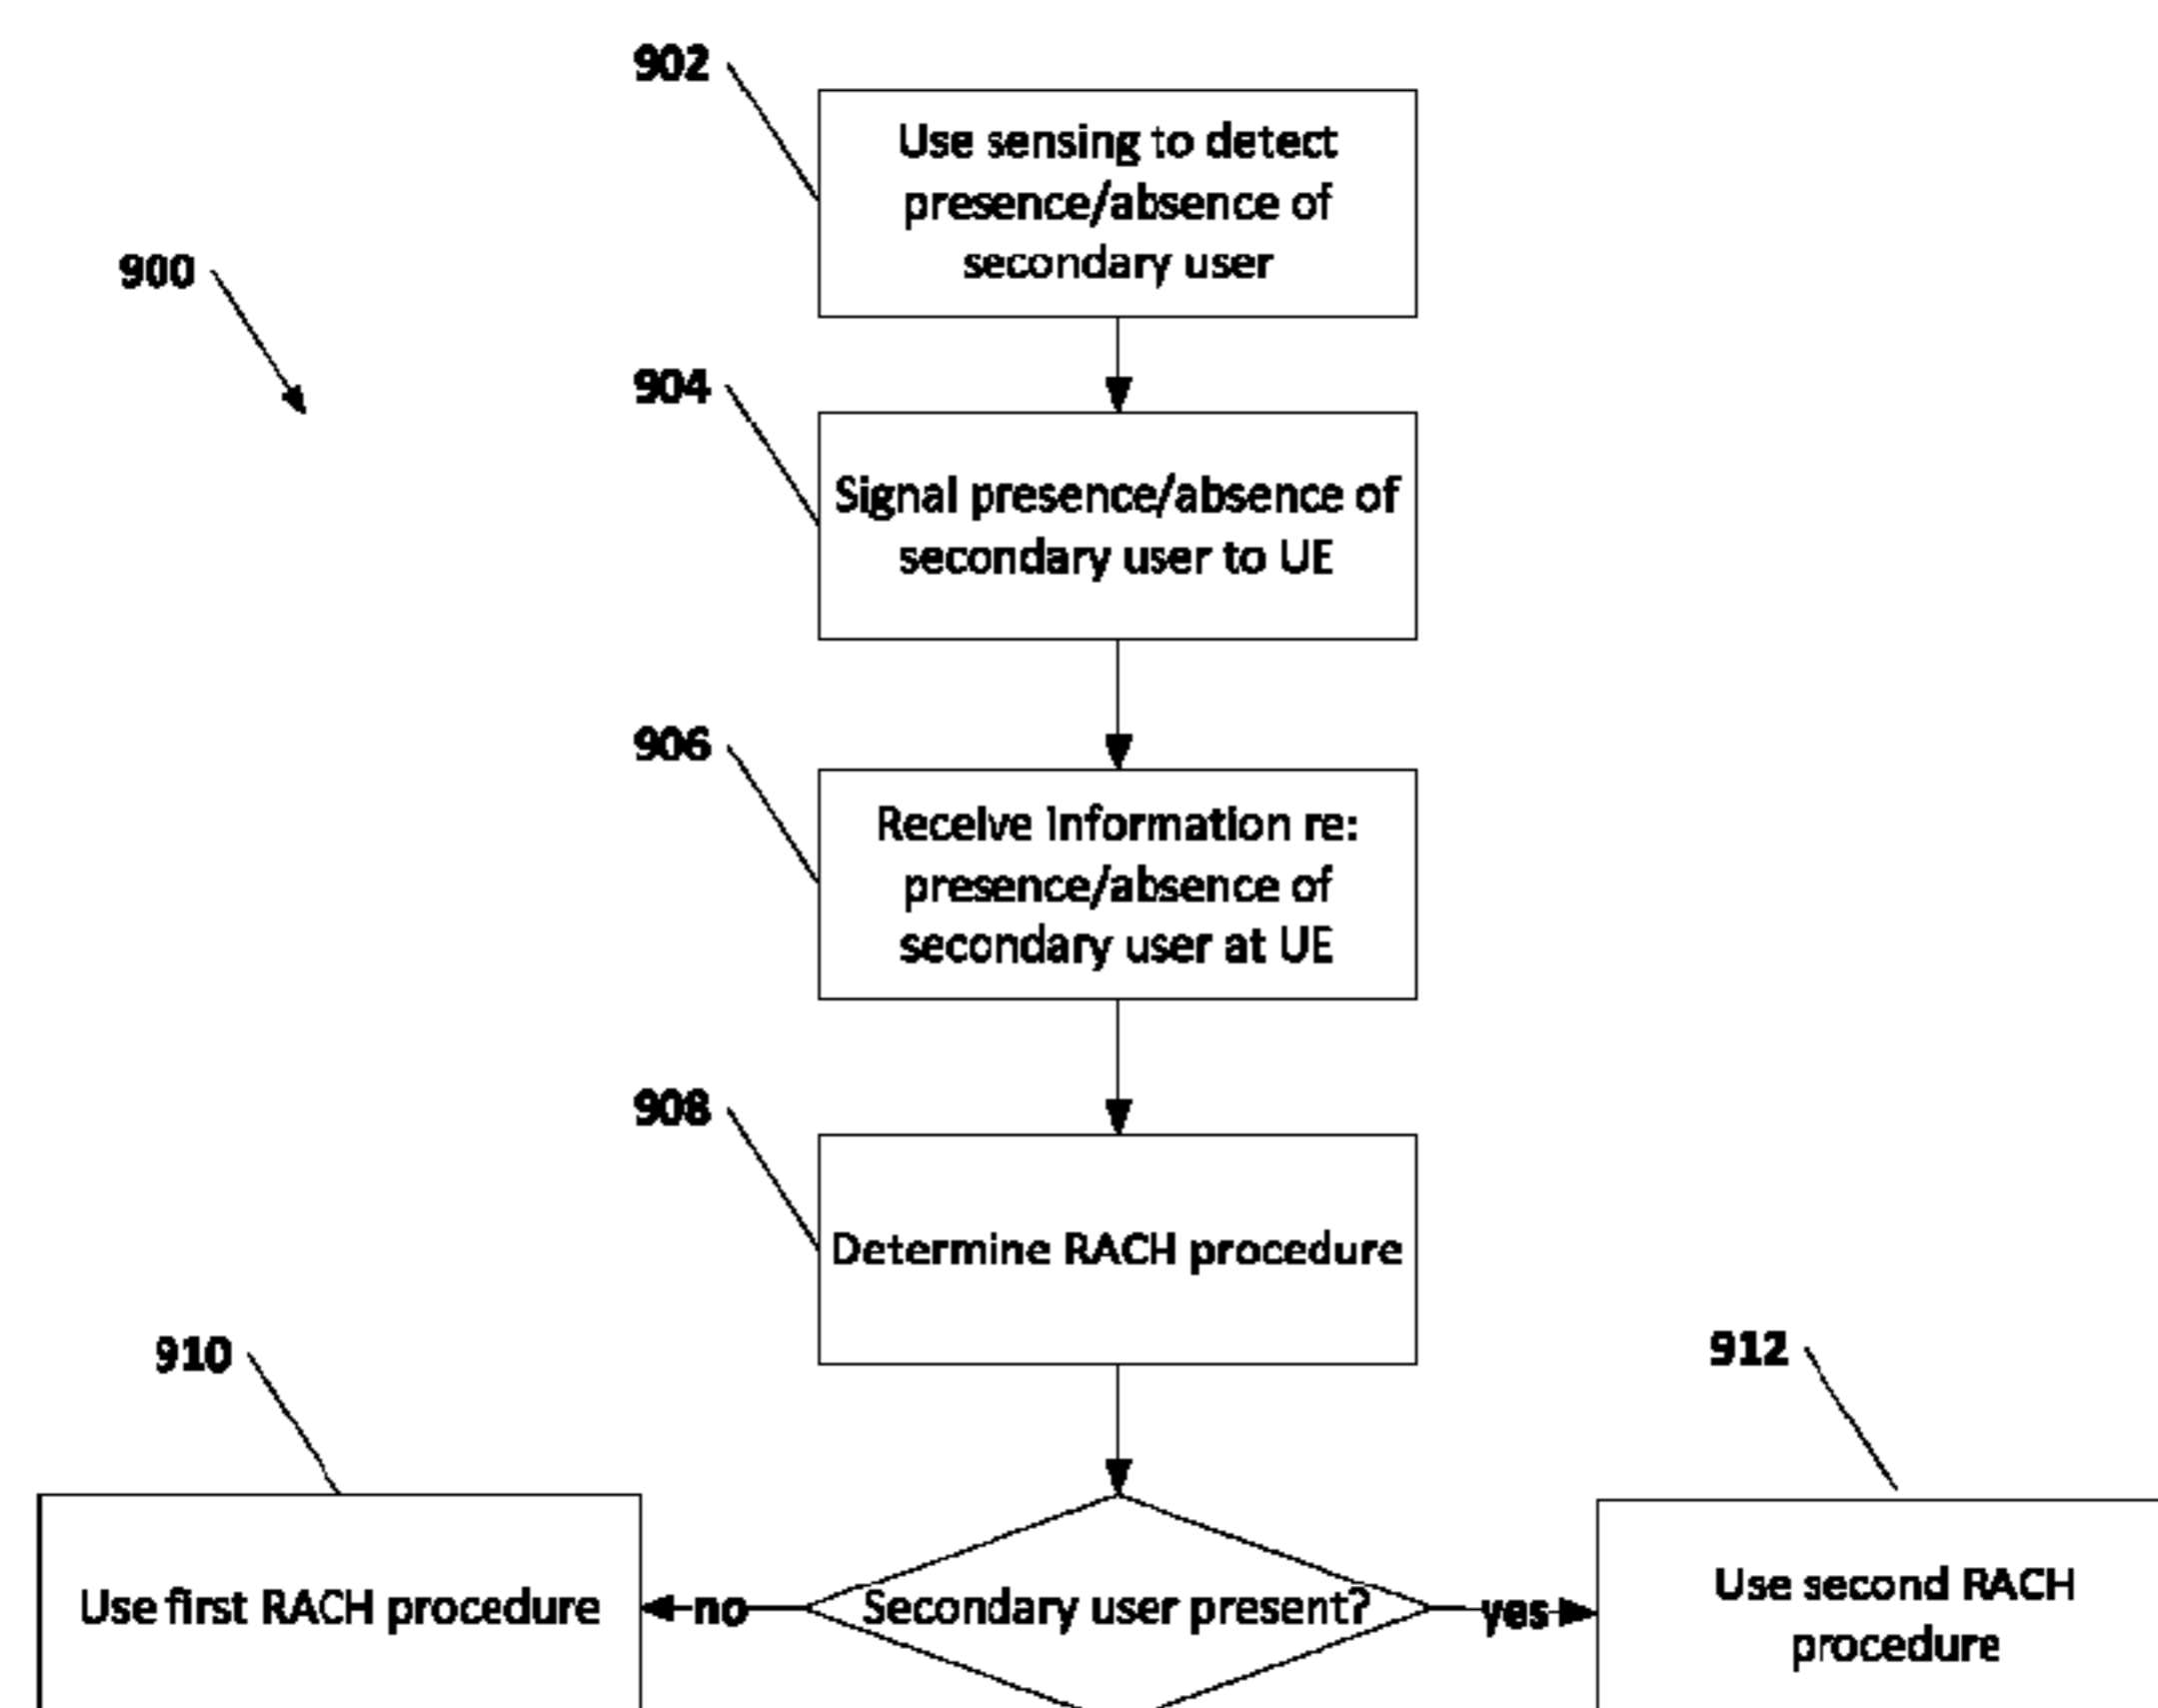 902
Use sensing to detect
presence/absence of
secondary user
900
904
Signal presence/absence of
secondary user to UE
906
Receive information re:
presence/absence of
secondary user at UE
908
Determine RACH procedure
910
912
Use first RACH procedure
no
Secondary user present?
yes
Use second RACH
procedure